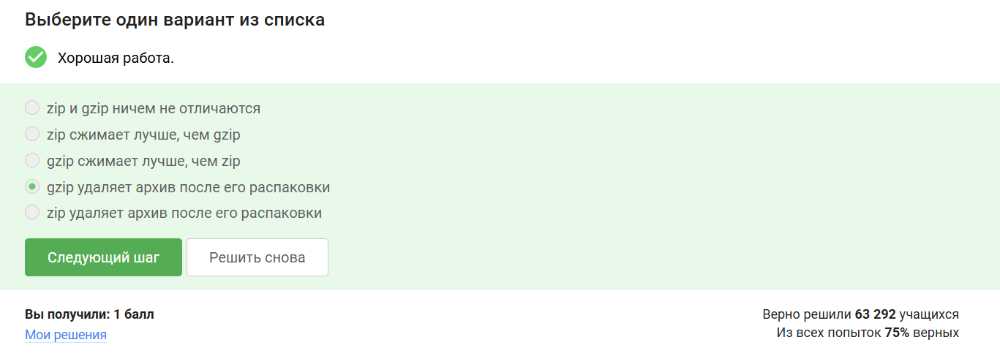 Выберите один вариант из списка
Хорошая работа.
zip и gzip ничем не отличаются
zip сжимает лучше, чем gzip
gzip сжимает лучше, чем zip
gzip удаляет архив после его распаковки
zip удаляет архив после его распаковки
Следующий шаг Решить снова
Вы получили: 1 балл Верно решили 63 292 учащихся
Мои решения Из всех попыток 75% верных